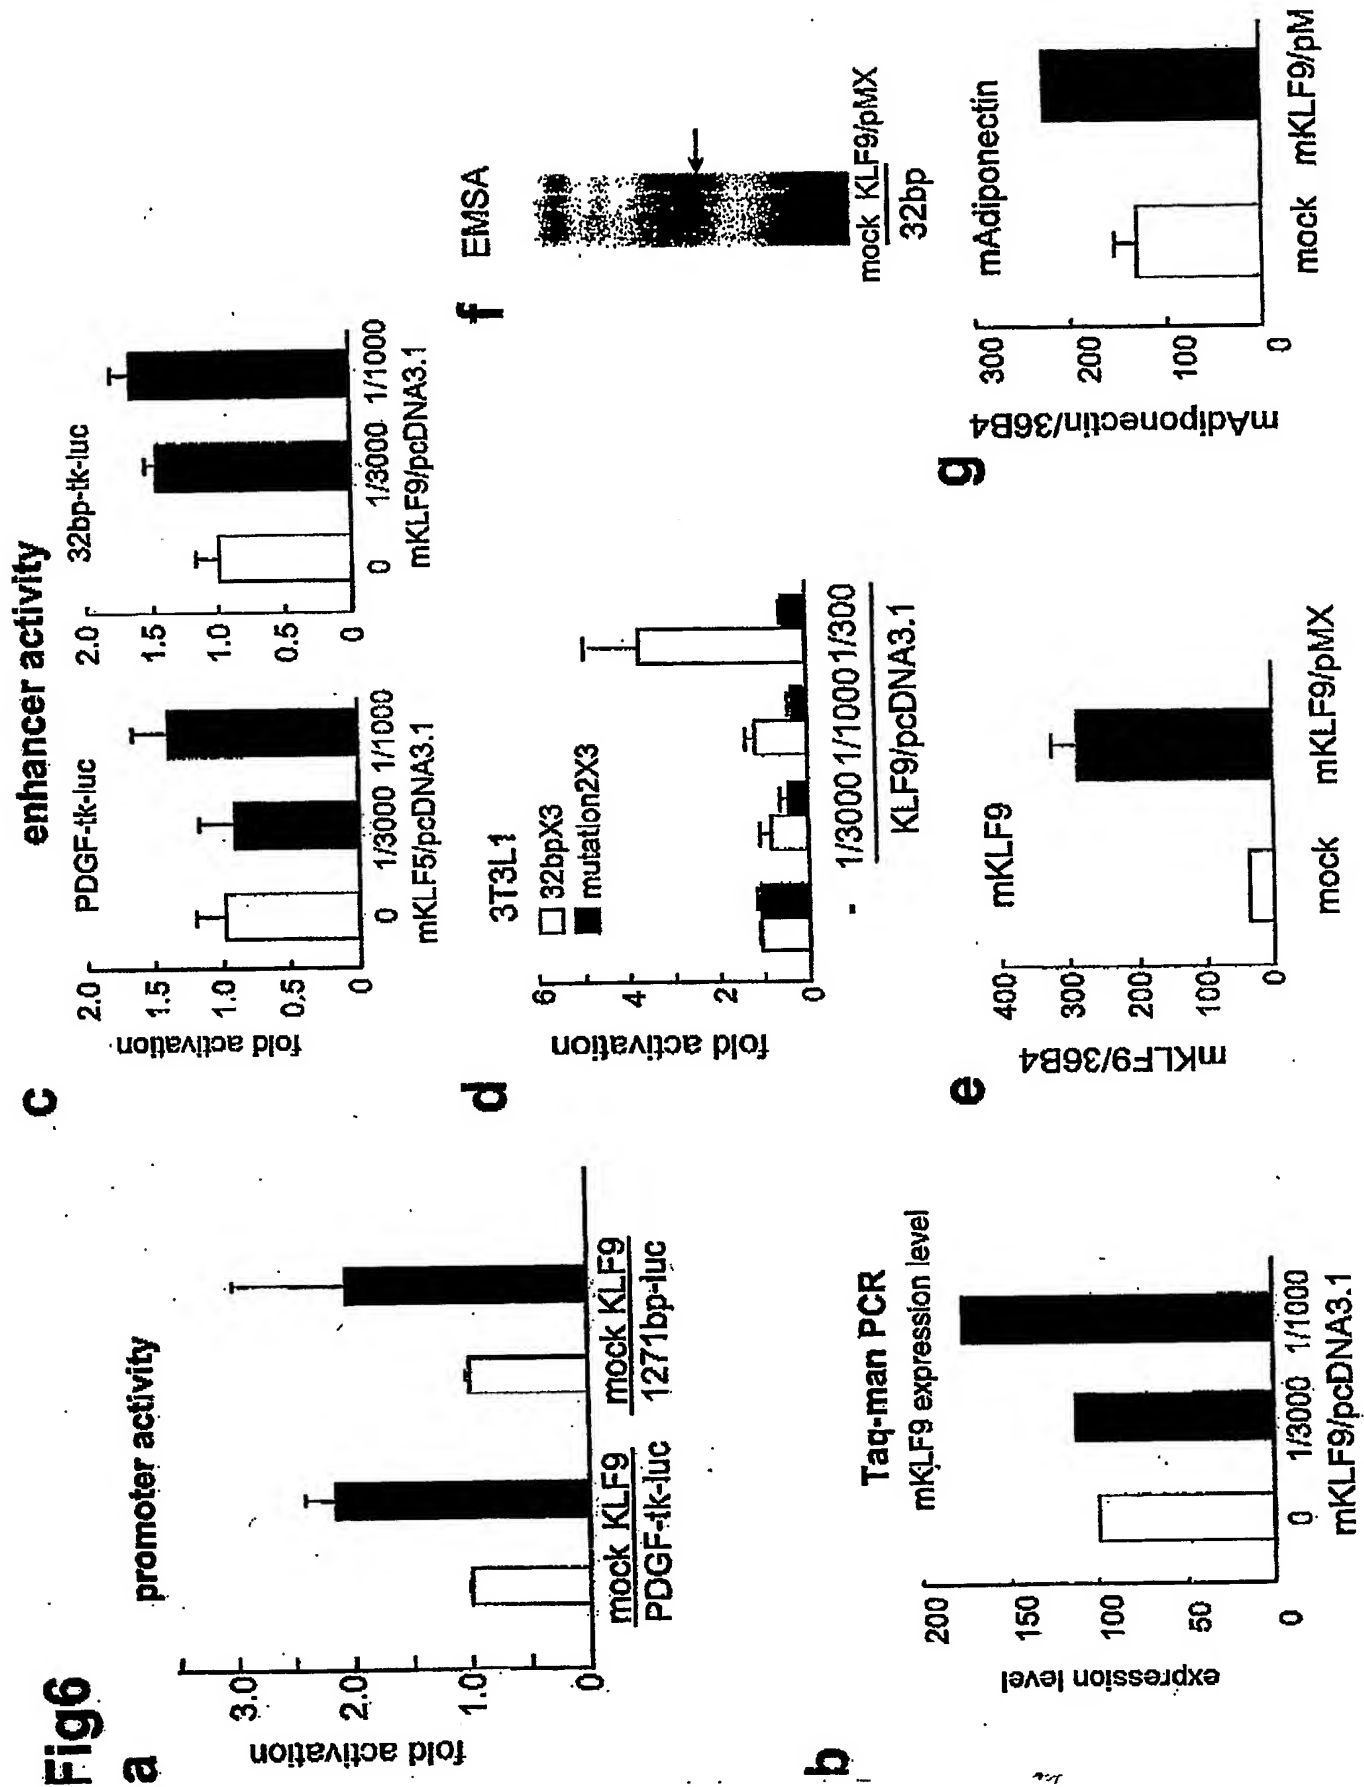 Fig6
a
promoter activity
fold activation
3.0
2.0
1.0
0
mock KLF9 mock KLF9
PDGF-tk-luc 1271bp-luc
b
Taq-man PCR
mKLF9 expression level
expression level
200
150
100
50
0
0 1/3000 1/1000
mKLF9/pcDNA3.1
c
enhancer activity
PDGF-tk-luc
fold activation
2.0
1.5
1.0
0.5
0
0 1/3000 1/1000
mKLF5/pcDNA3.1
32bp-tk-luc
2.0
1.5
1.0
0.5
0
0 1/3000 1/1000
mKLF9/pcDNA3.1
d
3T3L1
32bpX3
mutation2X3
fold activation
6
4
2
0
- 1/3000 1/1000 1/300
KLF9/pcDNA3.1
e
mKLF9
mKLF9/36B4
400
300
200
100
0
mock mKLF9/pMX
f
EMSA
mock KLF9/pMX
32bp
g
mAdiponectin
mAdiponectin/36B4
300
200
100
0
mock mKLF9/pM